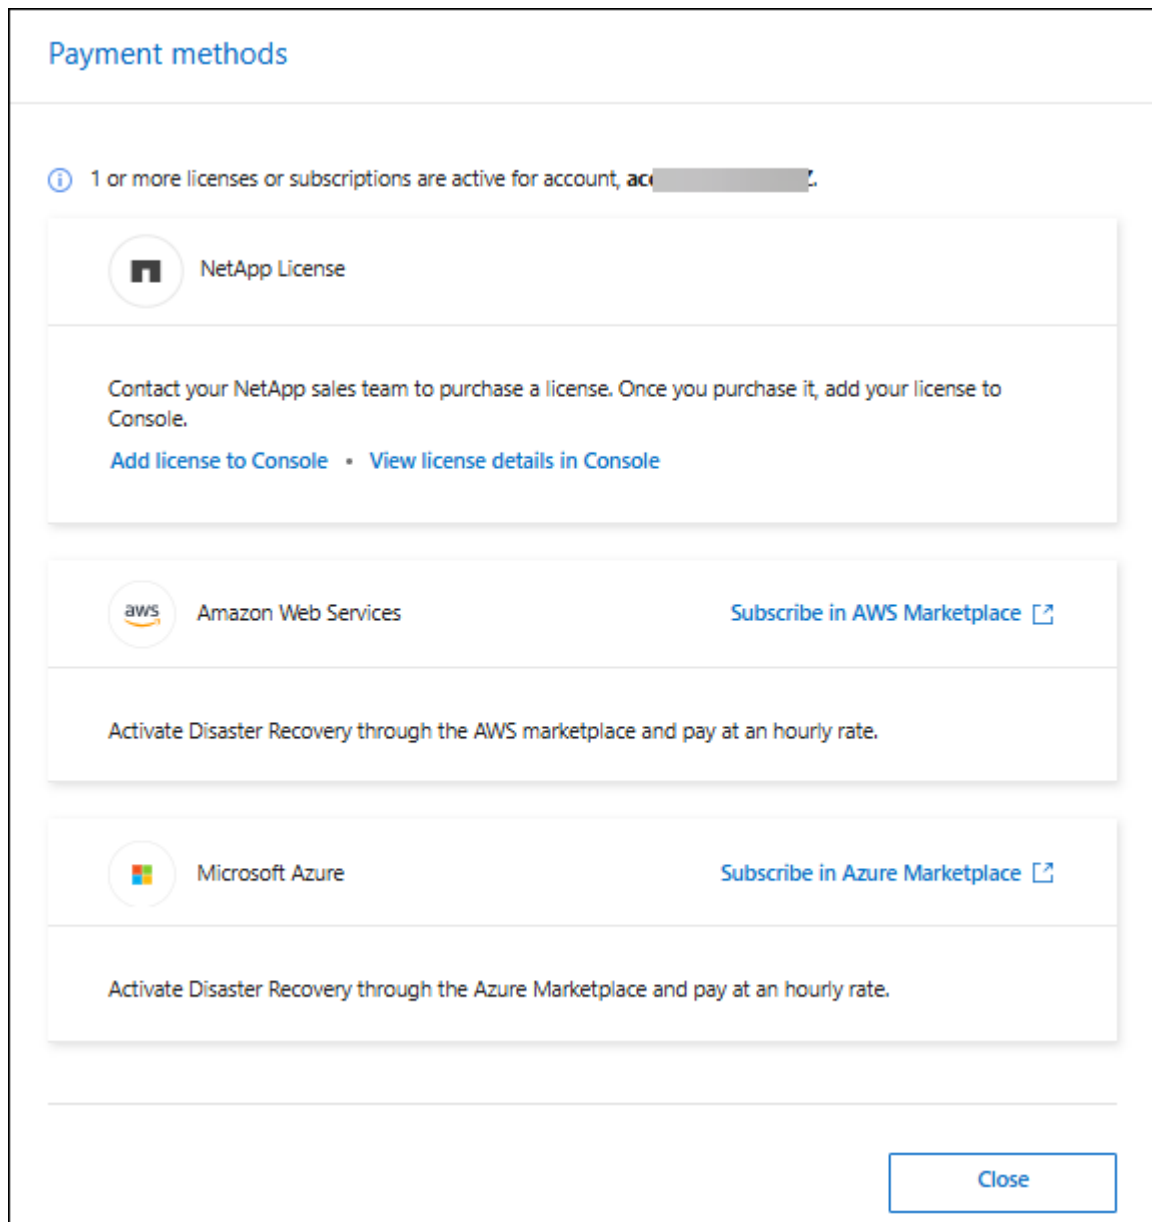 Payment methods
1 or more licenses or subscriptions are active for account,
NetApp License
Contact your NetApp sales team to purchase a license. Once you purchase it, add your license to
Console.
Add license to Console • View license details in Console
aws
Amazon Web Services
Subscribe in AWS Marketplace
Activate Disaster Recovery through the AWS marketplace and pay at an hourly rate.
Microsoft Azure
Subscribe in Azure Marketplace
Activate Disaster Recovery through the Azure Marketplace and pay at an hourly rate.
Close